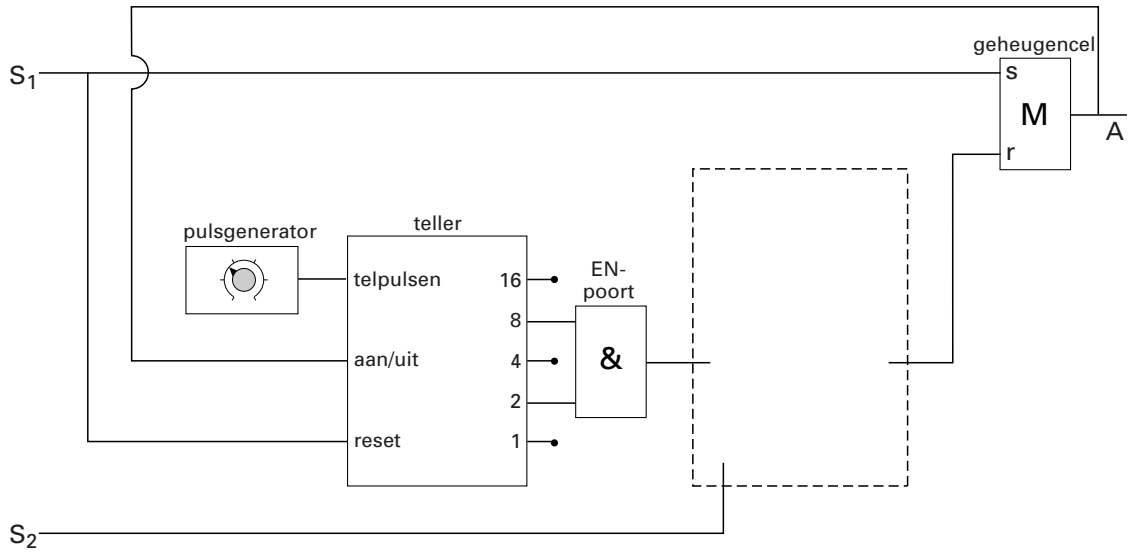 geheugencel
S1
s
M
A
r
pulsgenerator
teller
telpulsen
16
EN-
poort
8
aan/uit
4
&
2
reset
1
S2